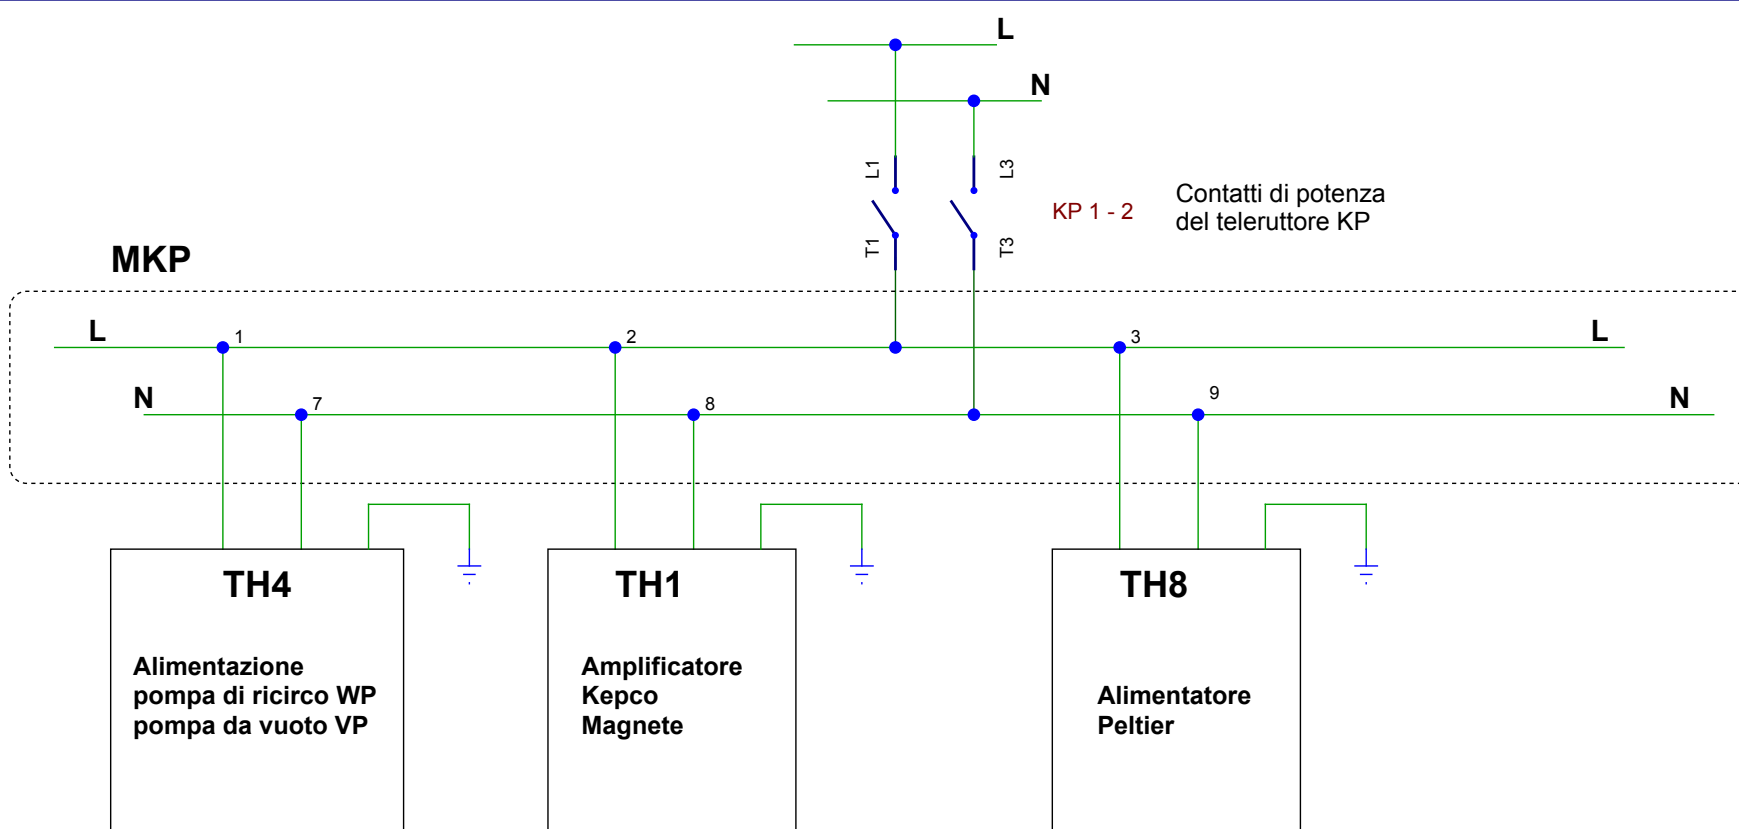 L
N
L1
L3
KP 1 - 2
Contatti di potenza
del teleruttore KP
T1
T3
MKP
L
1
2
3
L
N
7
8
9
N
TH4
TH1
TH8
Alimentazione
pompa di ricirco WP
pompa da vuoto VP
Amplificatore
Kepco
Magnete
Alimentatore
Peltier